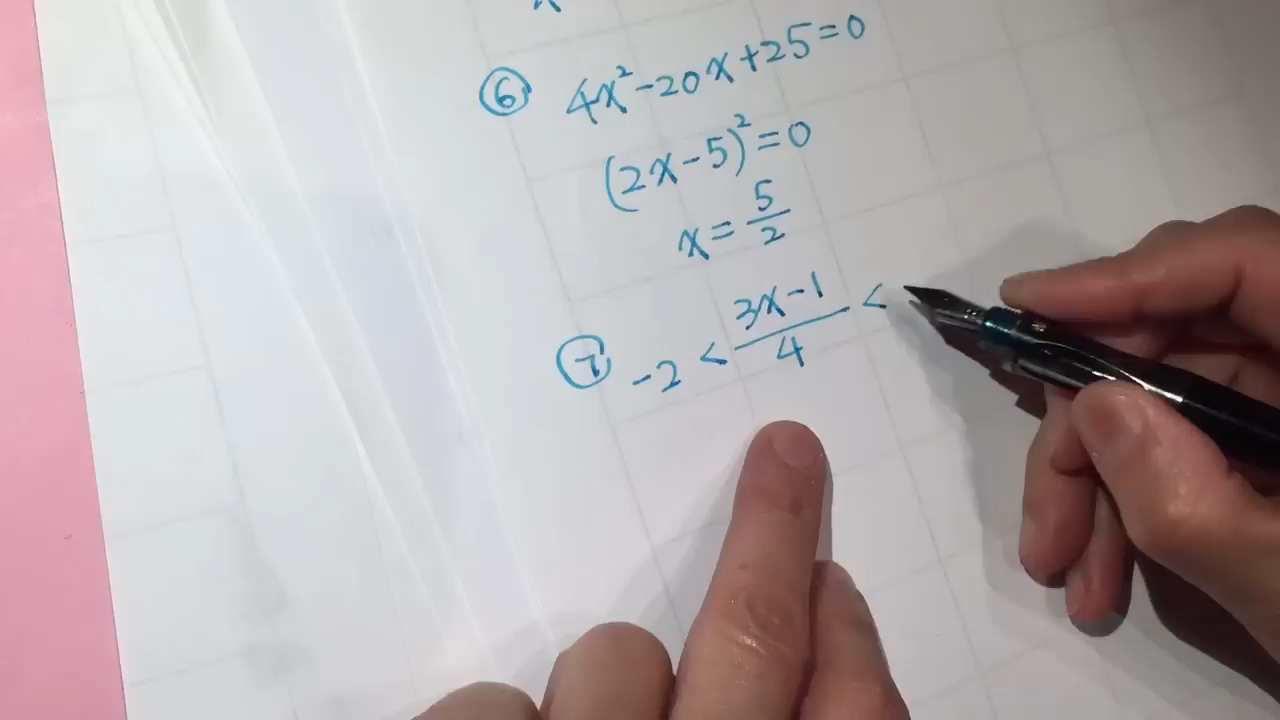 ⑥ 4x²-20x+25=0
(2x-5)²=0
x=5/2
⑦ -2<(3x-1)/4<